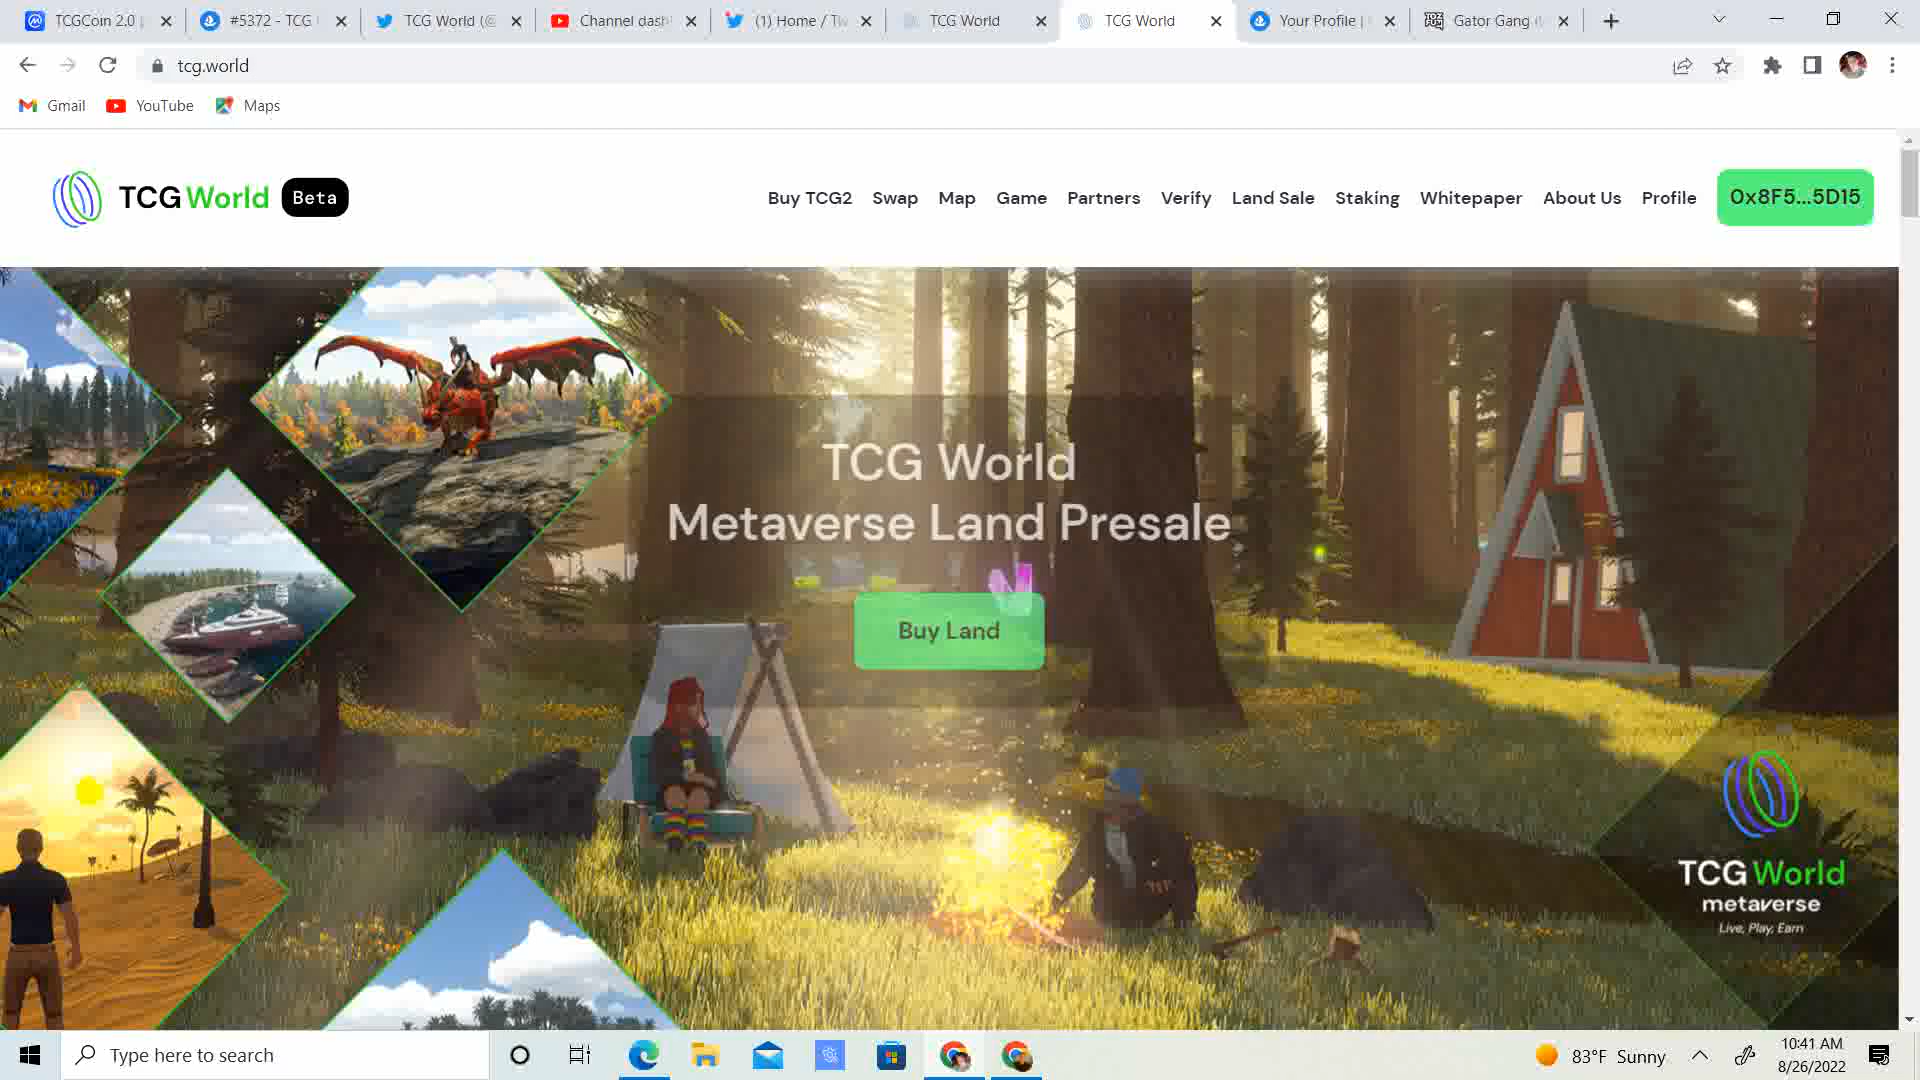 TCGCoin 2.0
#5372 - TCG
TCG World (@
Channel dash
(1) Home / Tw
TCG World
TCG World
Your Profile |
Gator Gang (
tcg.world
Gmail
YouTube
Maps
TCG World Beta
Buy TCG2
Swap
Map
Game
Partners
Verify
Land Sale
Staking
Whitepaper
About Us
Profile
0x8F5...5D15
TCG World
Metaverse Land Presale
Buy Land
TCG World
metaverse
Live, Play, Earn
Type here to search
83°F Sunny
10:41 AM
8/26/2022